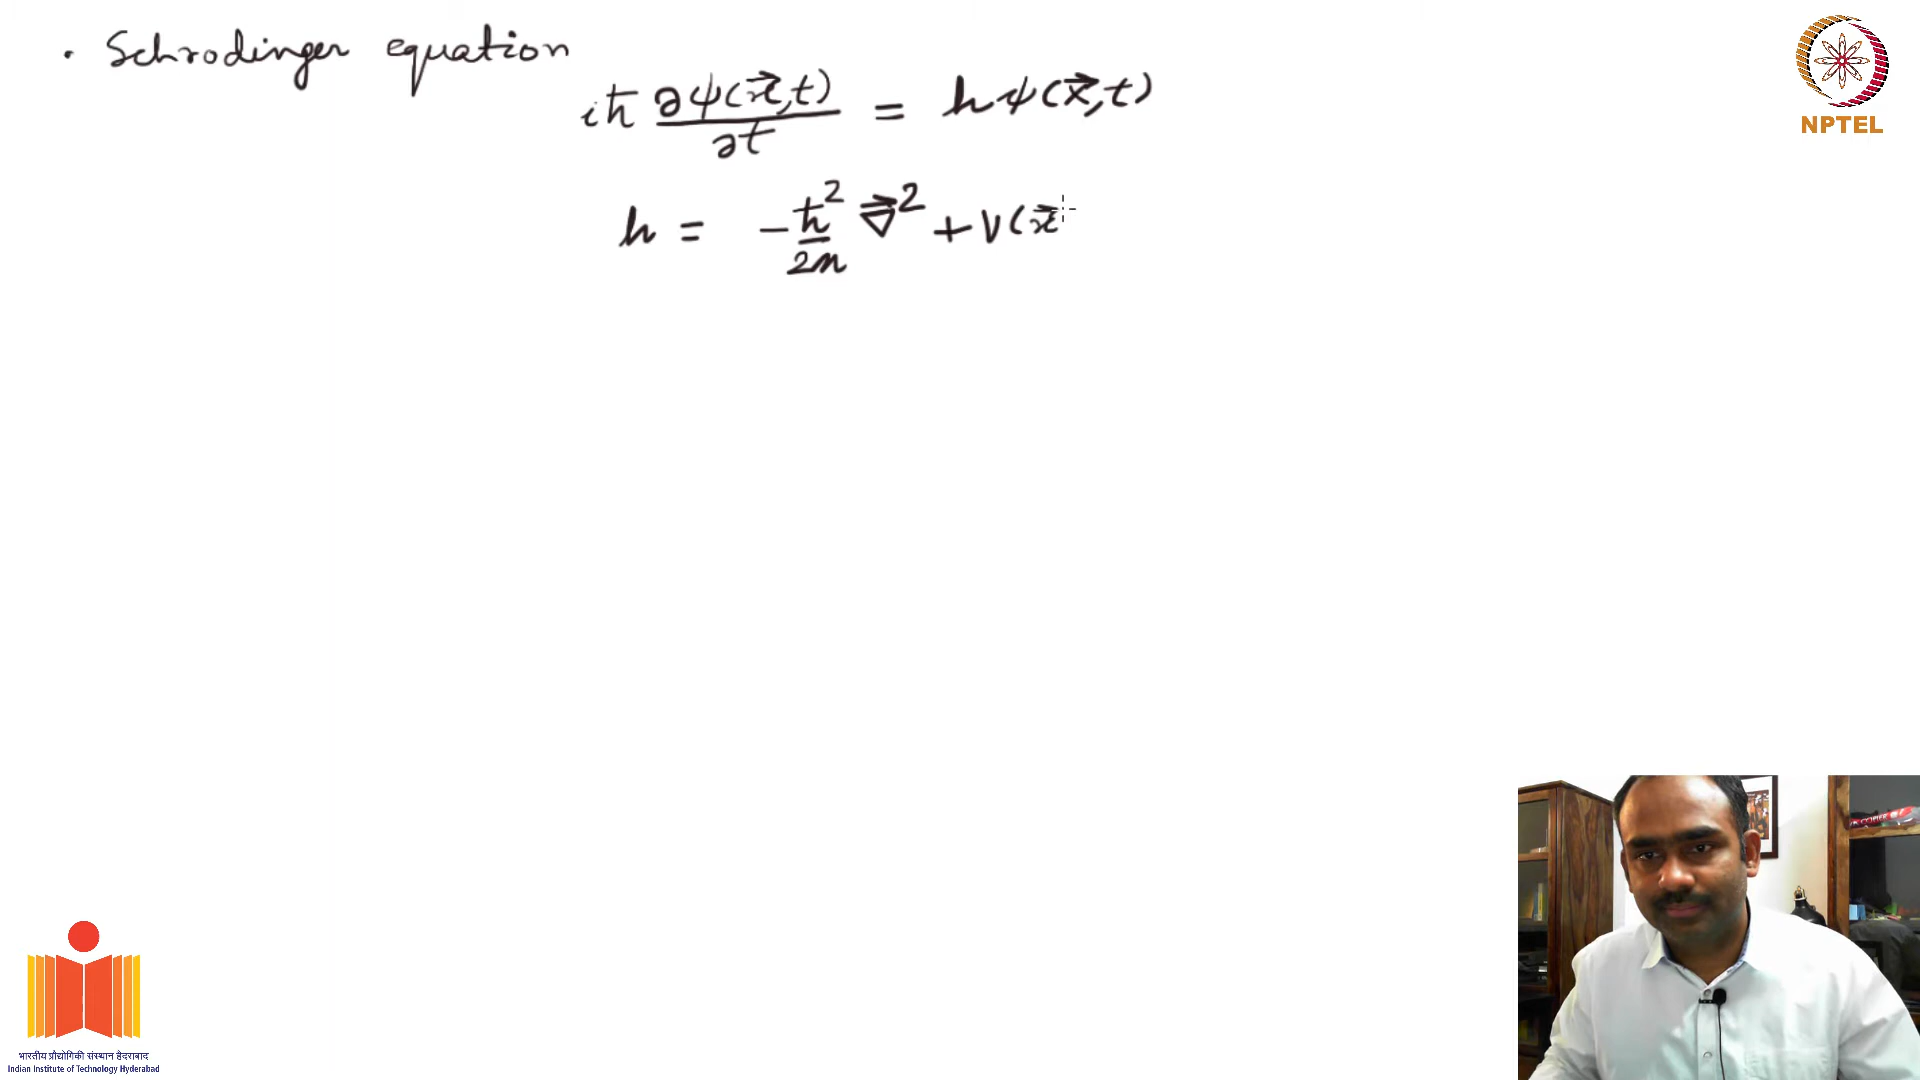 • Schrodinger equation
iħ ∂ψ(x⃗,t)/∂t = hψ(x⃗,t)
h = -ħ²/2m ∇⃗² + V(x⃗
NPTEL
भारतीय प्रौद्योगिकी संस्थान हैदराबाद
Indian Institute of Technology Hyderabad